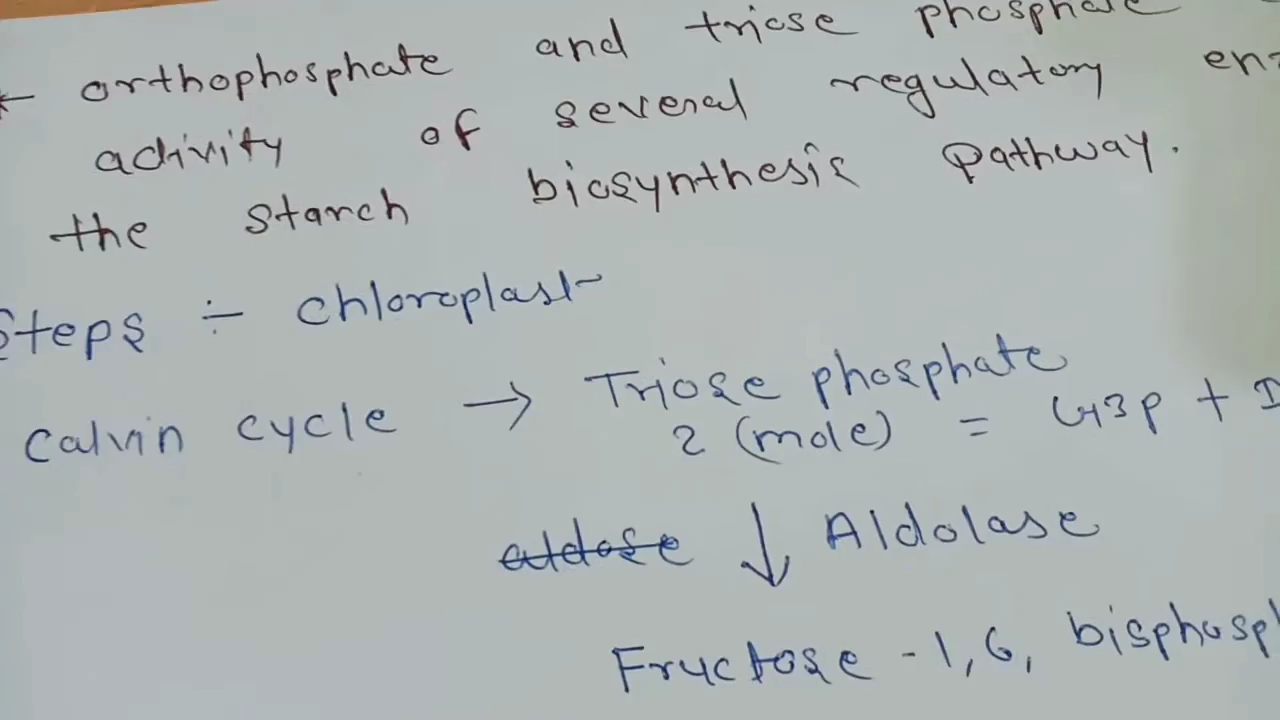 orthophosphate and triose phosphate
activity of several regulatory
the starch biosynthesis pathway.
Steps ÷ chloroplast
Calvin cycle → Triose phosphate
2 (mole) = G3P +
aldose ↓ Aldolase
Fructose - 1, 6,